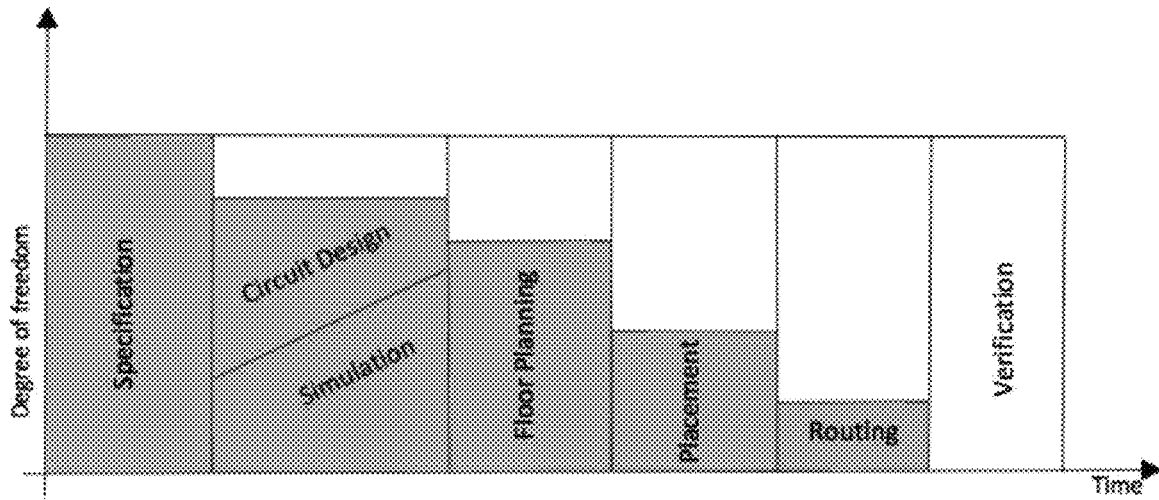 Degree of freedom
Specification
Circuit Design
Simulation
Floor Planning
Placement
Routing
Verification
Time